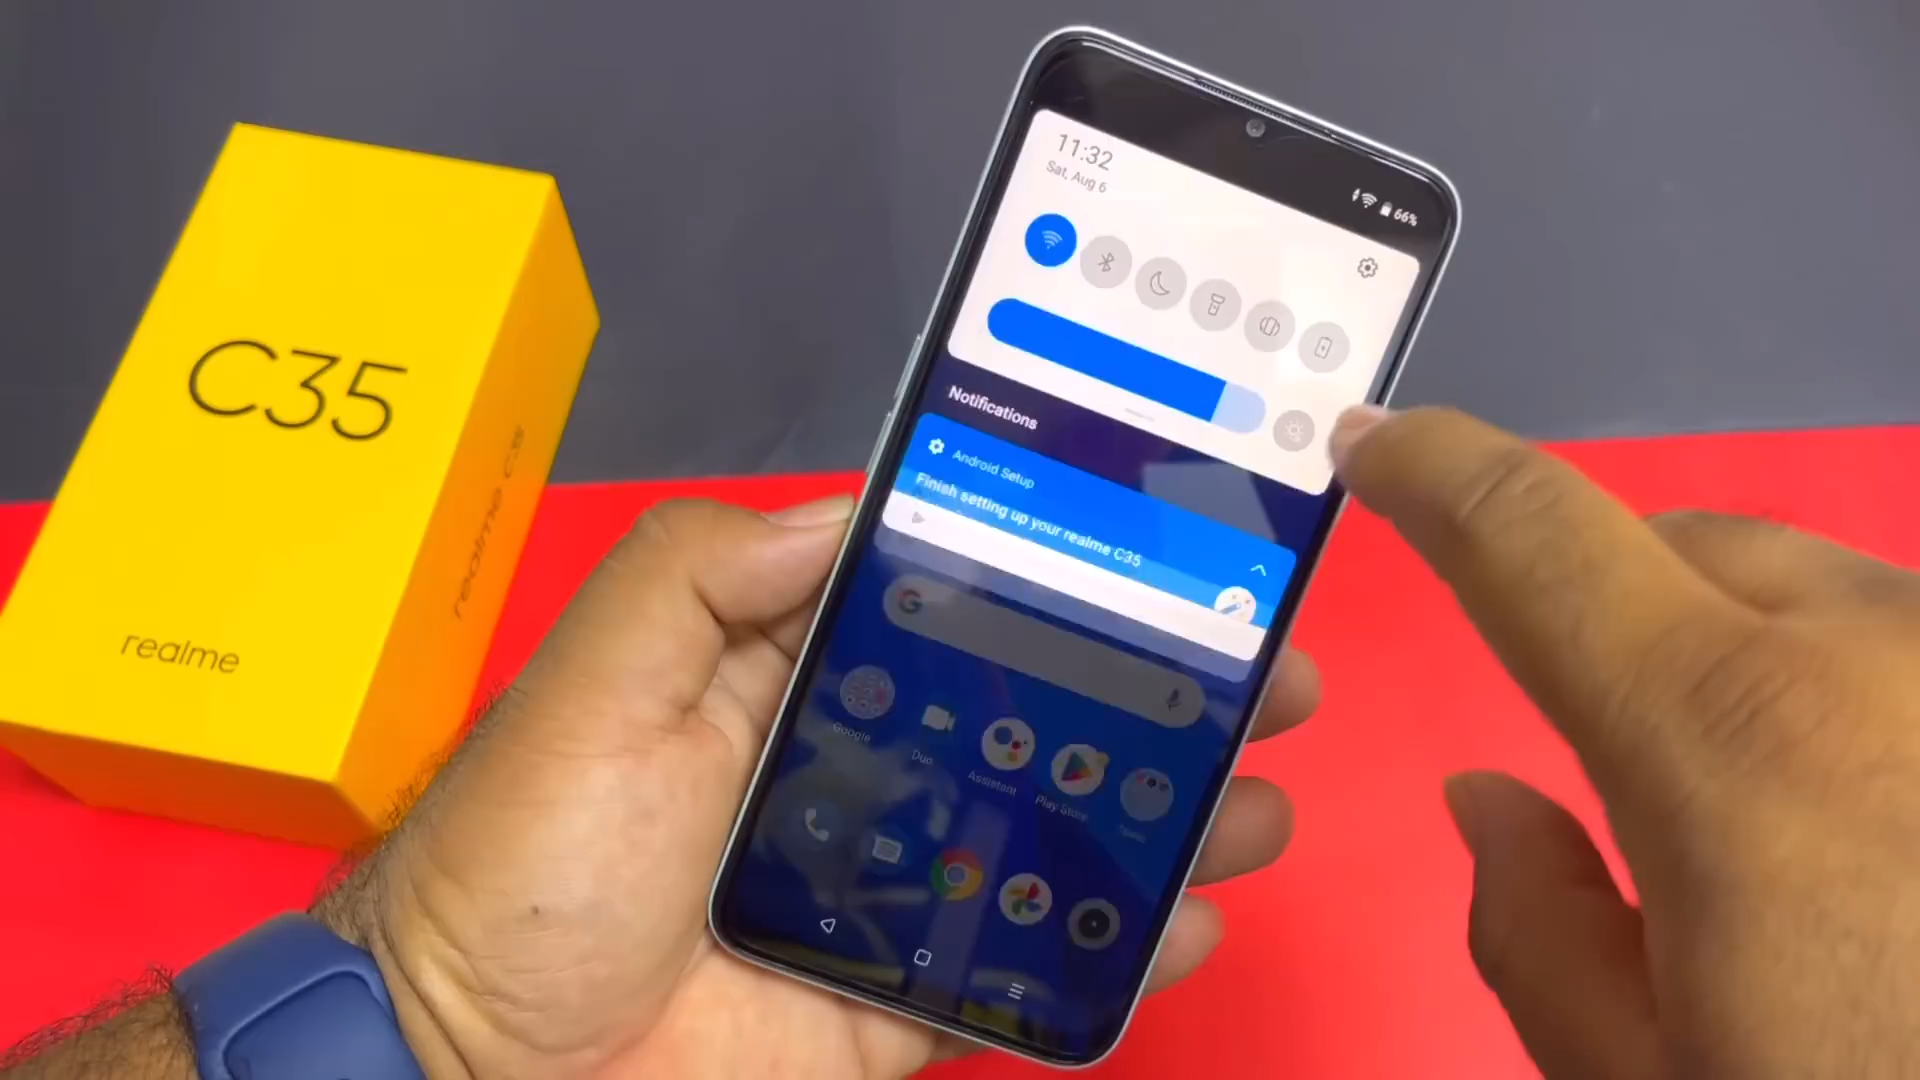 C35
realme
realme C35
11:32
Sat, Aug 6
66%
Notifications
Android Setup
Finish setting up your realme C35
Google
Duo
Assistant
Play Store